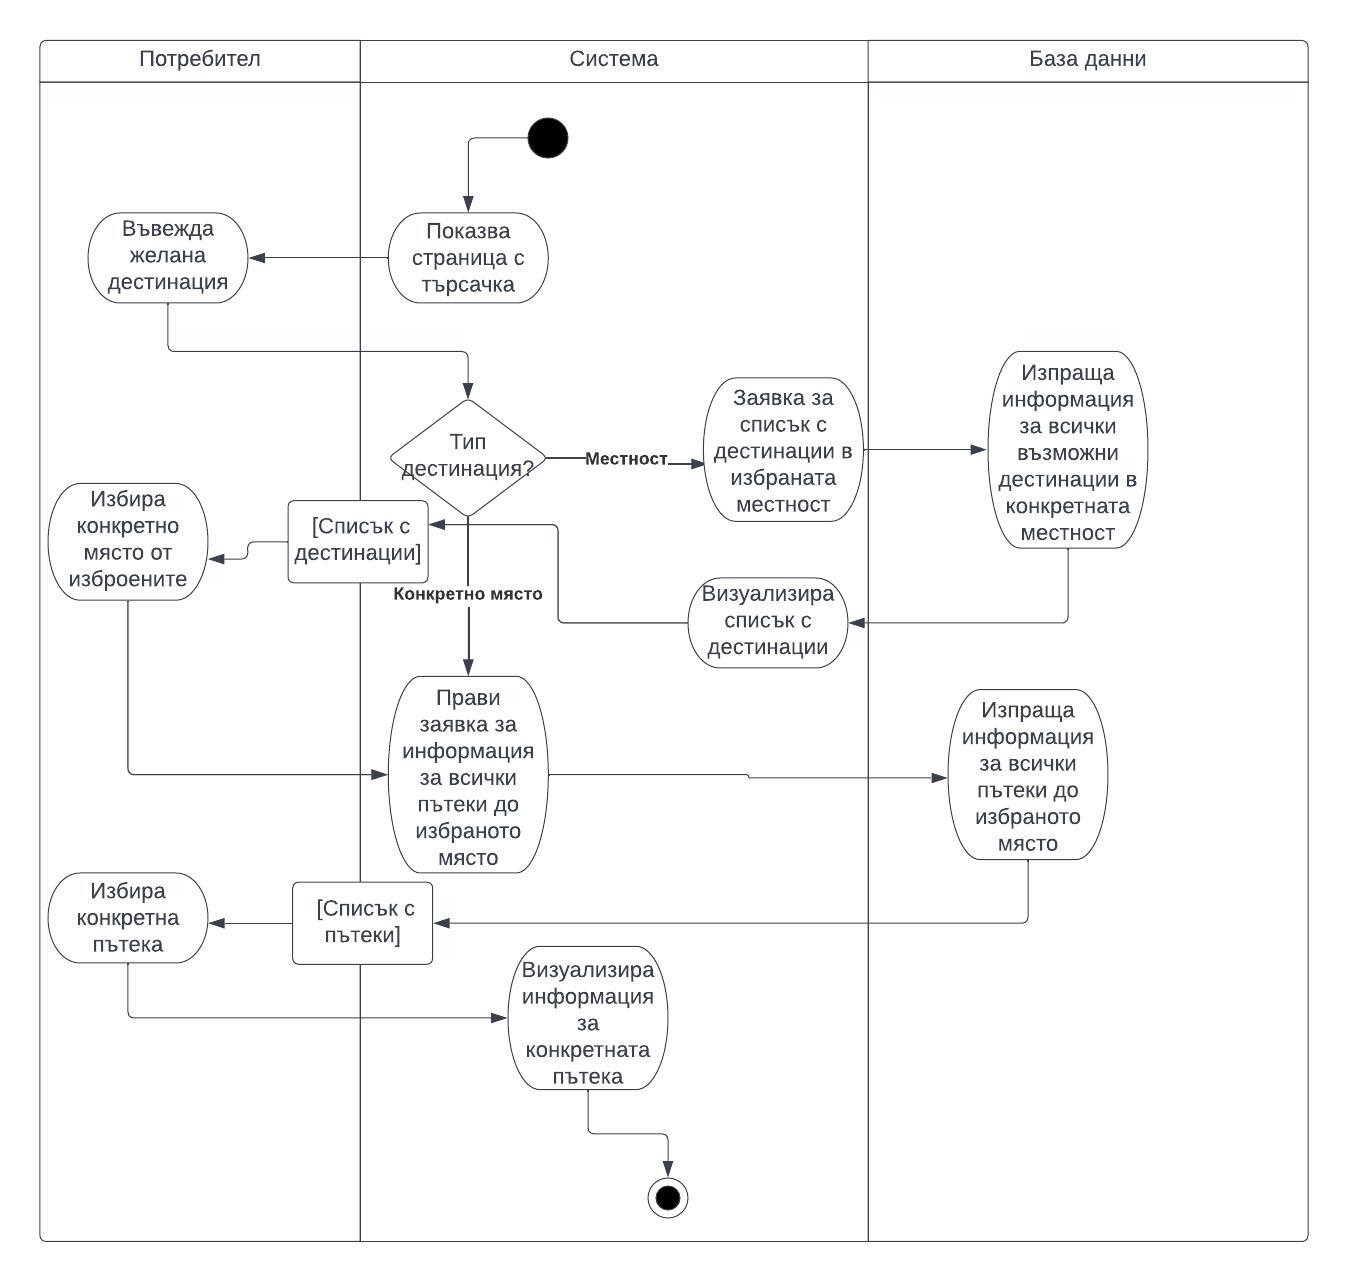 Потребител
Система
База данни
Въвежда
желана
дестинация
Показва
страница с
търсачка
Тип
дестинация?
Местност
Заявка за
списък с
дестинации в
избраната
местност
Изпраща
информация
за всички
възможни
дестинации в
конкретната
местност
Избира
конкретно
място от
изброените
[Списък с
дестинации]
Конкретно място
Визуализира
списък с
дестинации
Прави
заявка за
информация
за всички
пътеки до
избраното
място
Изпраща
информация
за всички
пътеки до
избраното
място
Избира
конкретна
пътека
[Списък с
пътеки]
Визуализира
информация
за
конкретната
пътека